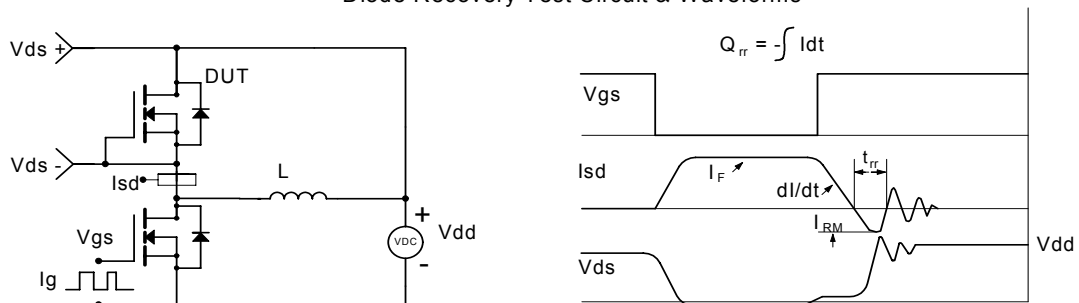 Diode Recovery Test Circuit & Waveforms
Vds +
DUT
Vds -
Isd
L
Vgs
Ig
+
VDC
-
Vdd
Q rr = - ∫ Idt
Vgs
Isd
I F
dI/dt
t rr
I RM
Vdd
Vds